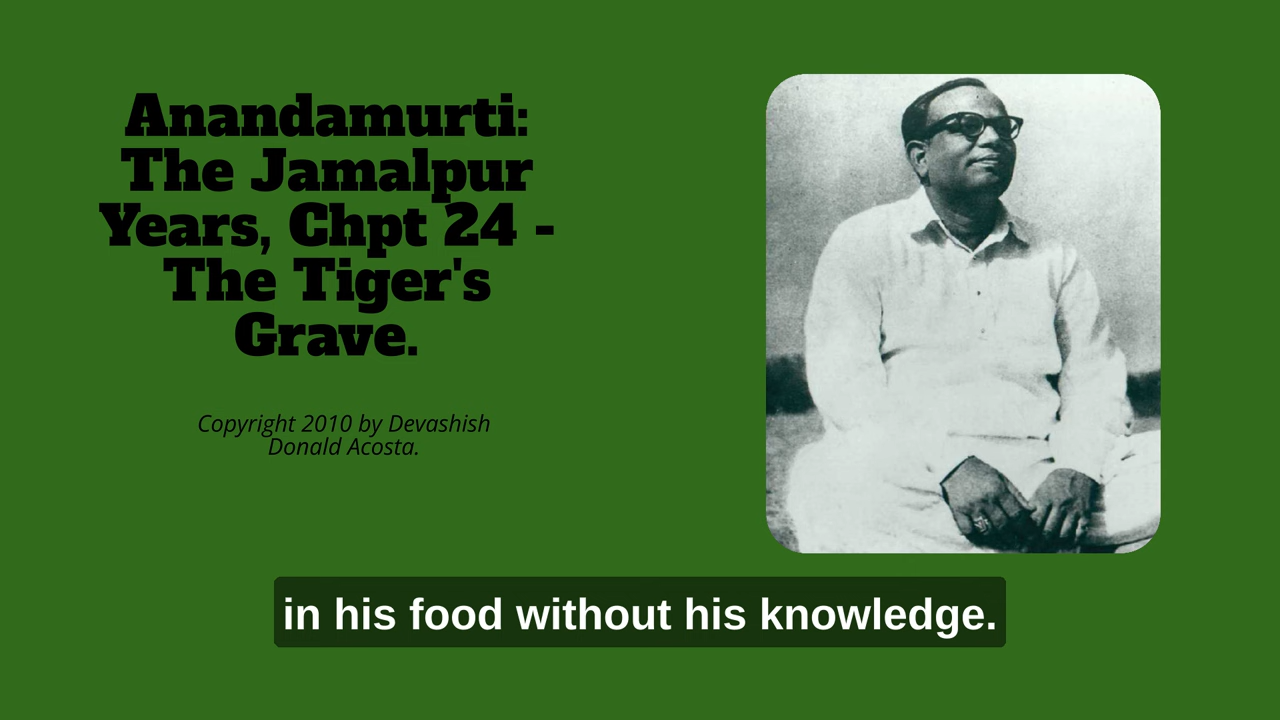 Anandamurti:
The Jamalpur
Years, Chpt 24 -
The Tiger's
Grave.
Copyright 2010 by Devashish
Donald Acosta.
in his food without his knowledge.